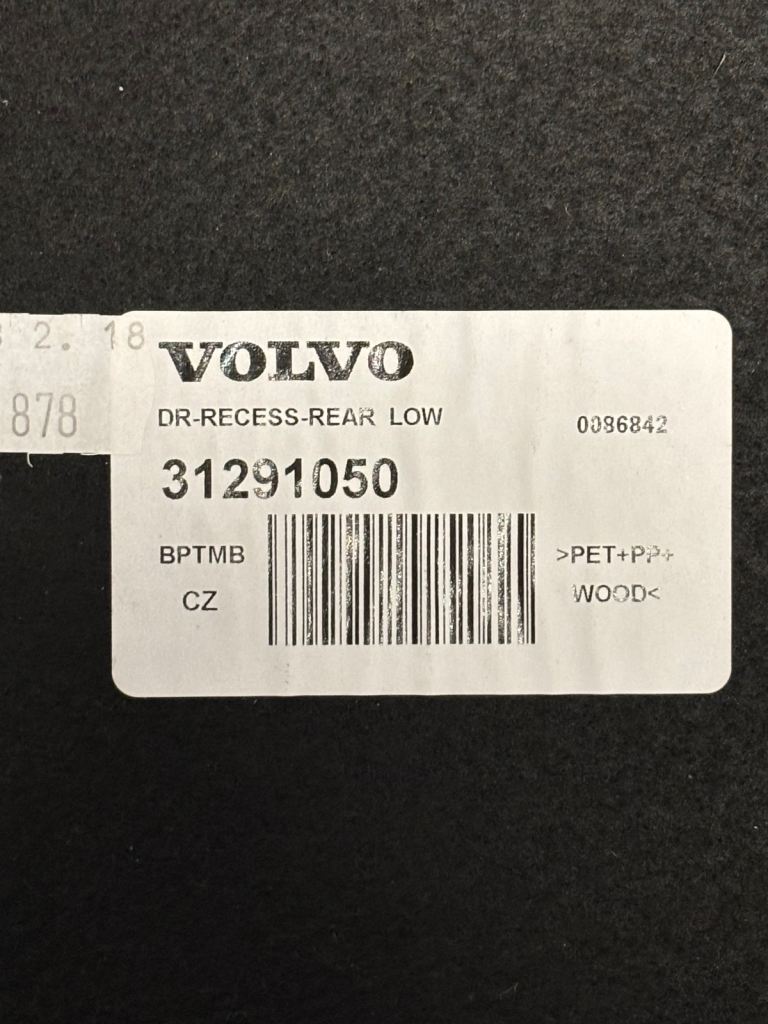 2. 18
878
VOLVO
DR-RECESS-REAR LOW
0086842
31291050
BPTMB
CZ
>PET+PP+
WOOD<